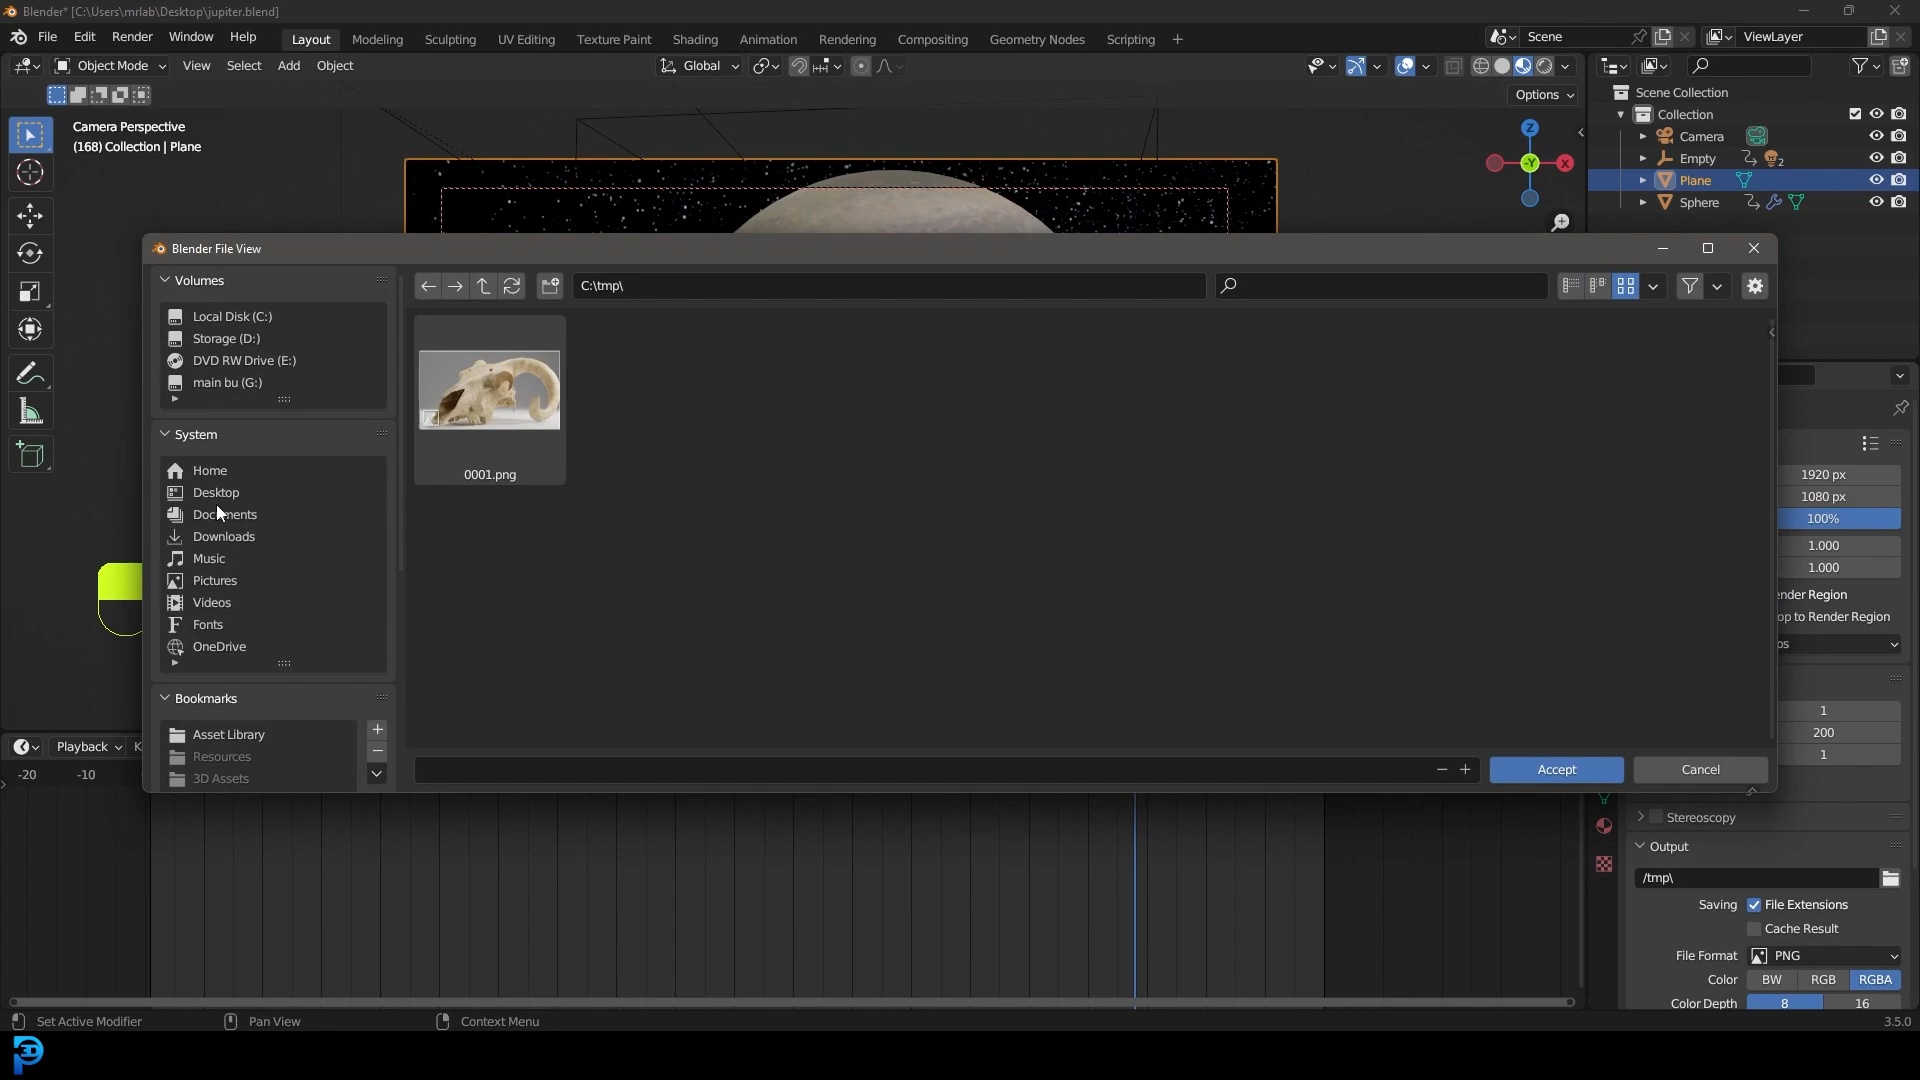 Blender* [C:\Users\mrlab\Desktop\jupiter.blend]
File Edit Render Window Help Layout Modeling Sculpting UV Editing Texture Paint Shading Animation Rendering Compositing Geometry Nodes Scripting + Scene ViewLayer
Object Mode View Select Add Object Global
Options
Camera Perspective
(168) Collection | Plane
Z
-Y
X
Scene Collection
Collection
Camera
Empty 2
Plane
Sphere
Blender File View
Volumes
Local Disk (C:)
Storage (D:)
DVD RW Drive (E:)
main bu (G:)
System
Home
Desktop
Documents
Downloads
Music
Pictures
Videos
Fonts
OneDrive
Bookmarks
Asset Library
Resources
3D Assets
C:\tmp\
0001.png
Accept Cancel
1920 px
1080 px
100%
1.000
1.000
ender Region
op to Render Region
ps
1
200
1
Stereoscopy
Output
/tmp\
Saving File Extensions
Cache Result
File Format PNG
Color BW RGB RGBA
Color Depth 8 16
Playback K
-20 -10
Set Active Modifier Pan View Context Menu 3.5.0
3D